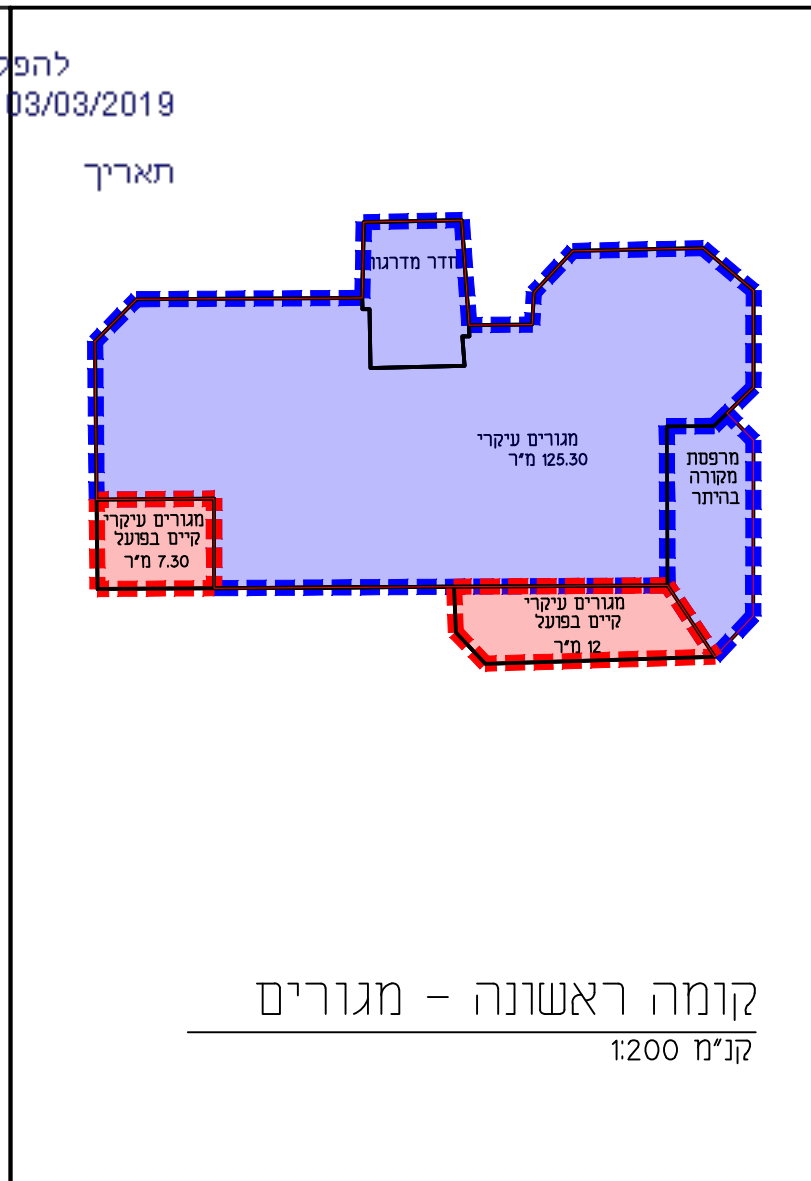 להפק
03/03/2019
תאריך
חדר מדרגות
מגורים עיקרי
125.30 מ"ר
מרפסת
מקורה
בהיתר
מגורים עיקרי
קיים בפועל
7.30 מ"ר
מגורים עיקרי
קיים בפועל
12 מ"ר
קומה ראשונה - מגורים
קנ"מ 1:200